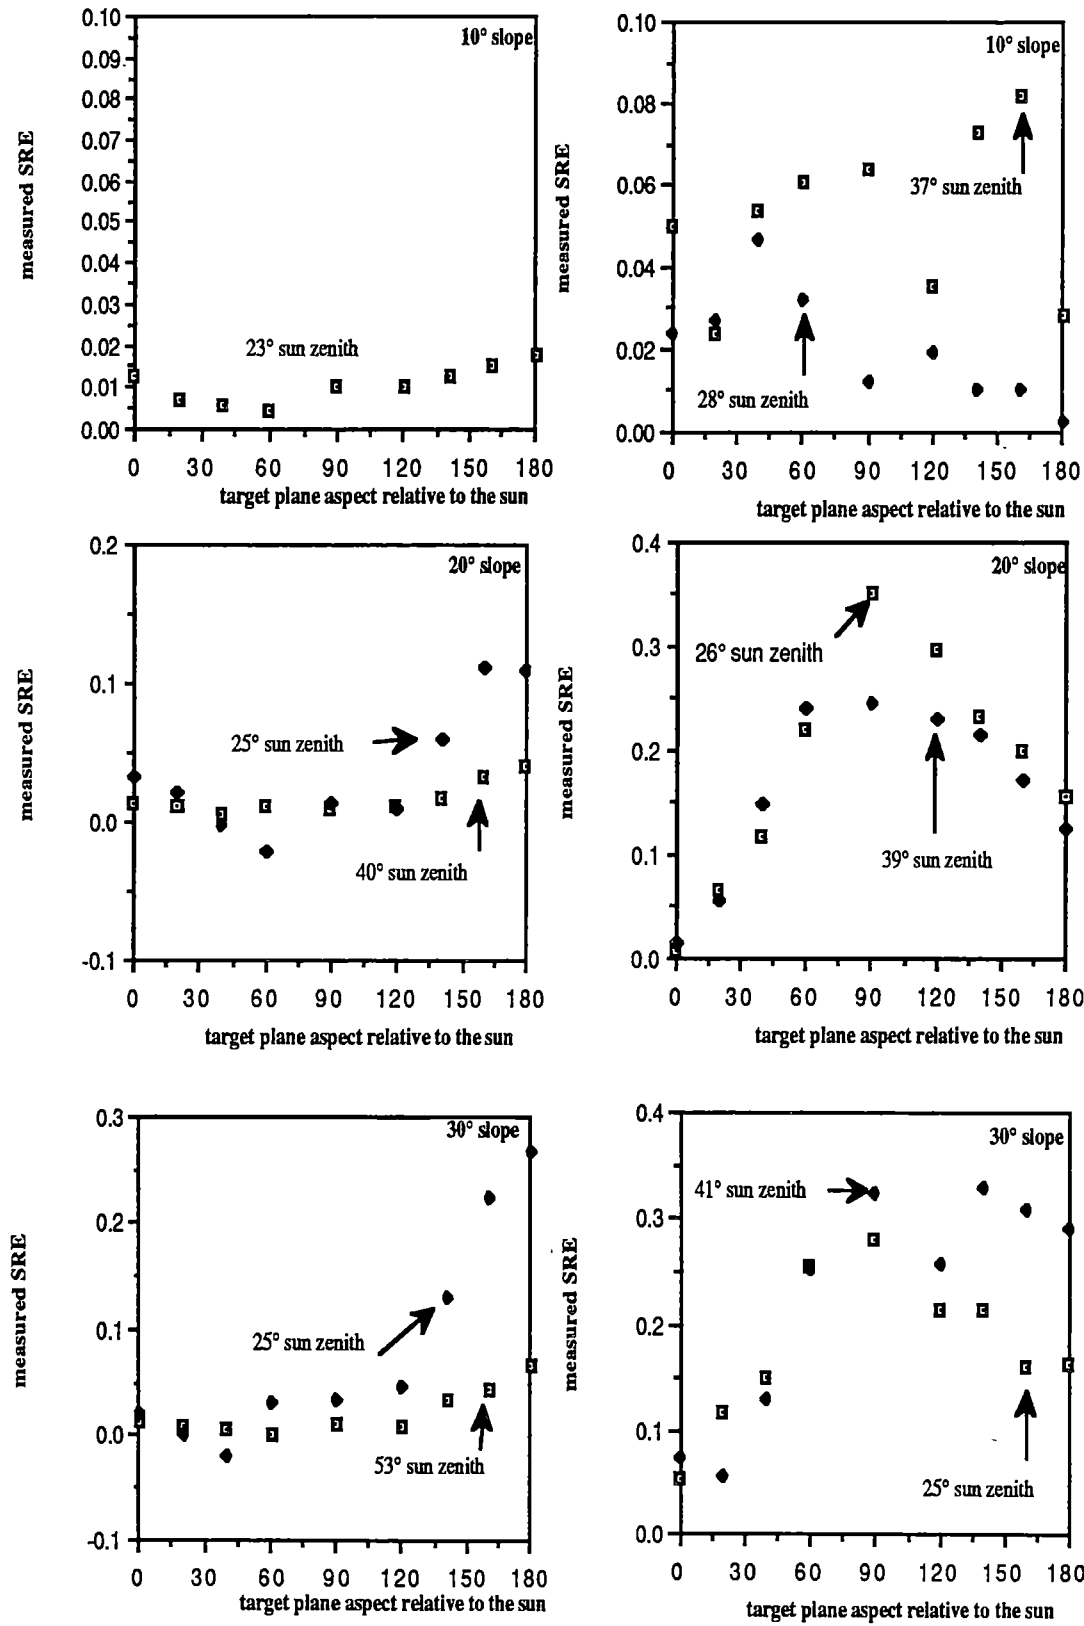 10° slope
0.10
0.09
0.08
0.07
0.06
0.05
0.04
0.03
0.02
0.01
0.00
measured SRE
23° sun zenith
0 30 60 90 120 150 180
target plane aspect relative to the sun
10° slope
0.10
0.08
0.06
0.04
0.02
0.00
measured SRE
37° sun zenith
28° sun zenith
0 30 60 90 120 150 180
target plane aspect relative to the sun
20° slope
0.2
0.1
0.0
-0.1
measured SRE
25° sun zenith
40° sun zenith
0 30 60 90 120 150 180
target plane aspect relative to the sun
20° slope
0.4
0.3
0.2
0.1
0.0
measured SRE
26° sun zenith
39° sun zenith
0 30 60 90 120 150 180
target plane aspect relative to the sun
30° slope
0.3
0.2
0.1
0.0
-0.1
measured SRE
25° sun zenith
53° sun zenith
0 30 60 90 120 150 180
target plane aspect relative to the sun
30° slope
0.4
0.3
0.2
0.1
0.0
measured SRE
41° sun zenith
25° sun zenith
0 30 60 90 120 150 180
target plane aspect relative to the sun